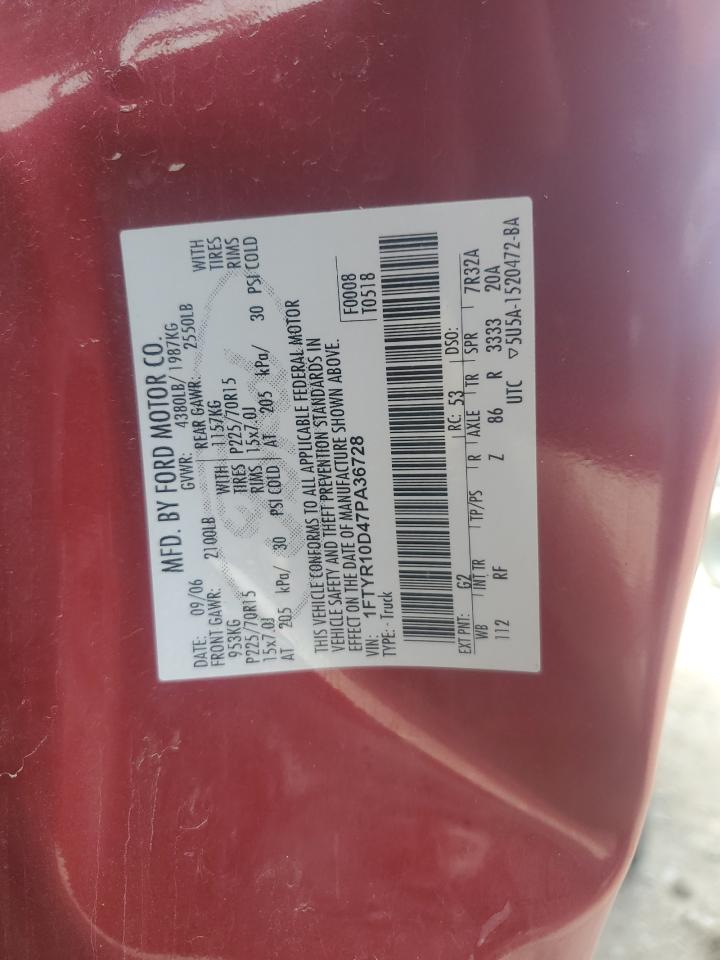 MFD. BY FORD MOTOR CO.
DATE: 09/06 GVWR: 4380LB/ 1987KG
FRONT GAWR: 2100LB REAR GAWR: 2550LB
953KG WITH 1157KG WITH
P225/70R15 TIRES P225/70R15 TIRES
15x7.0J RIMS 15x7.0J RIMS
AT 205 kPa/ 30 PSI COLD AT 205 kPa/ 30 PSI COLD
THIS VEHICLE CONFORMS TO ALL APPLICABLE FEDERAL MOTOR
VEHICLE SAFETY AND THEFT PREVENTION STANDARDS IN
EFFECT ON THE DATE OF MANUFACTURE SHOWN ABOVE.
VIN: 1FTYR10D47PA36728 F0008
TYPE: - Truck T0518
EXT PNT: G2 RC: 53 DSO:
WB INT TR TP/PS R AXLE TR SPR 7R32A
112 RF Z 86 R 3333 20A
UTC ▽5U5A-1520472-BA